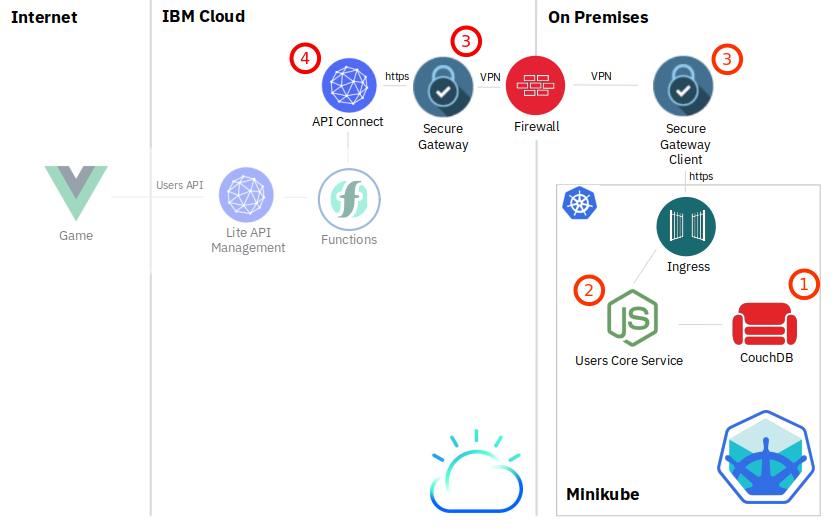 Internet
IBM Cloud
On Premises
4
3
3
https
VPN
VPN
API Connect
Secure
Gateway
Firewall
Secure
Gateway
Client
https
Users API
Game
Lite API
Management
Functions
Ingress
2
1
JS
Users Core Service
CouchDB
Minikube